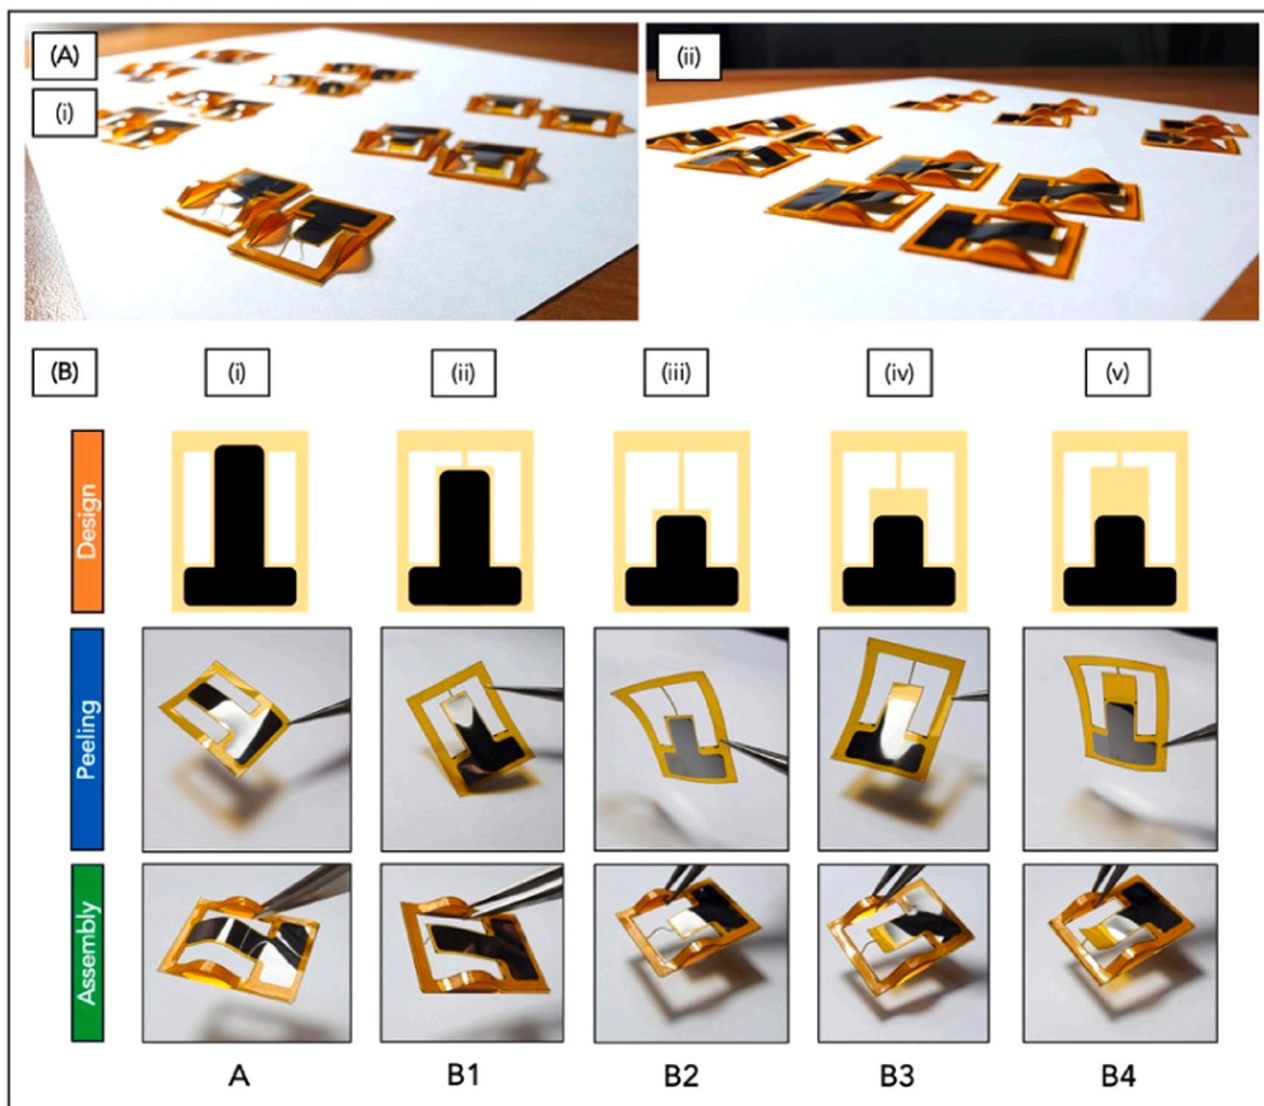 (A)
(i)
(ii)
(B)
(i)
(ii)
(iii)
(iv)
(v)
Design
Peeling
Assembly
A
B1
B2
B3
B4